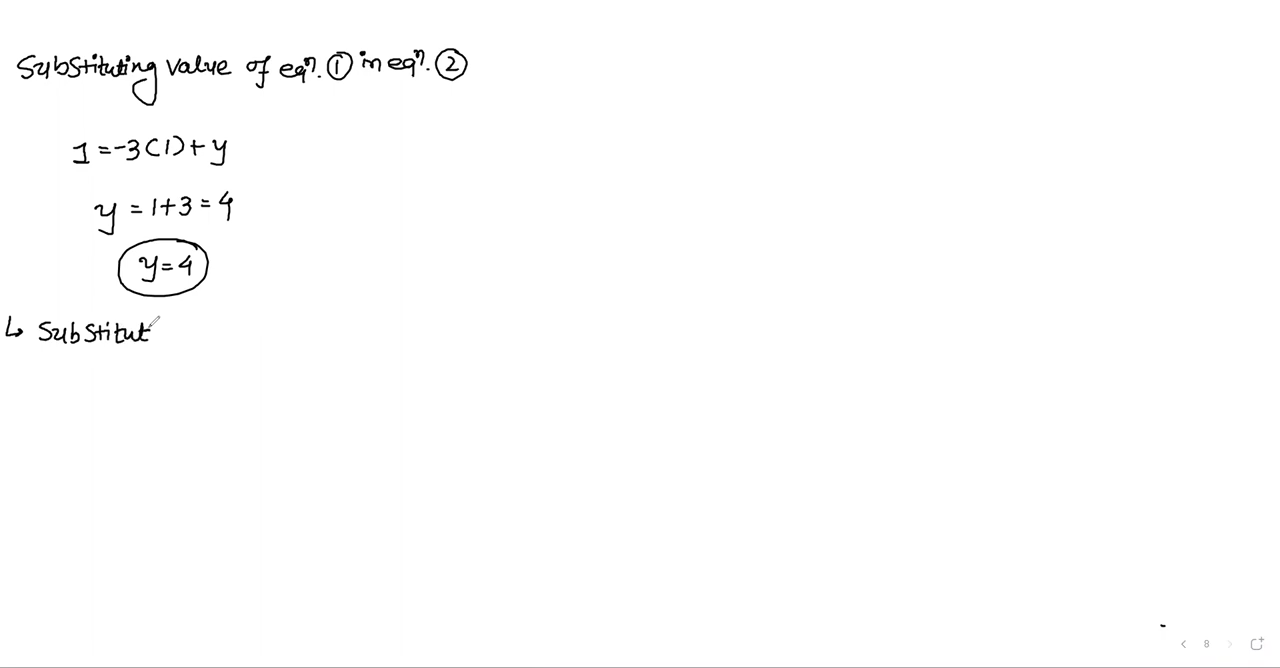 Substituting value of eqⁿ. ① in eqⁿ. ②
1 = -3(1) + y
y = 1+3 = 4
y = 4
↳ Substitut
8